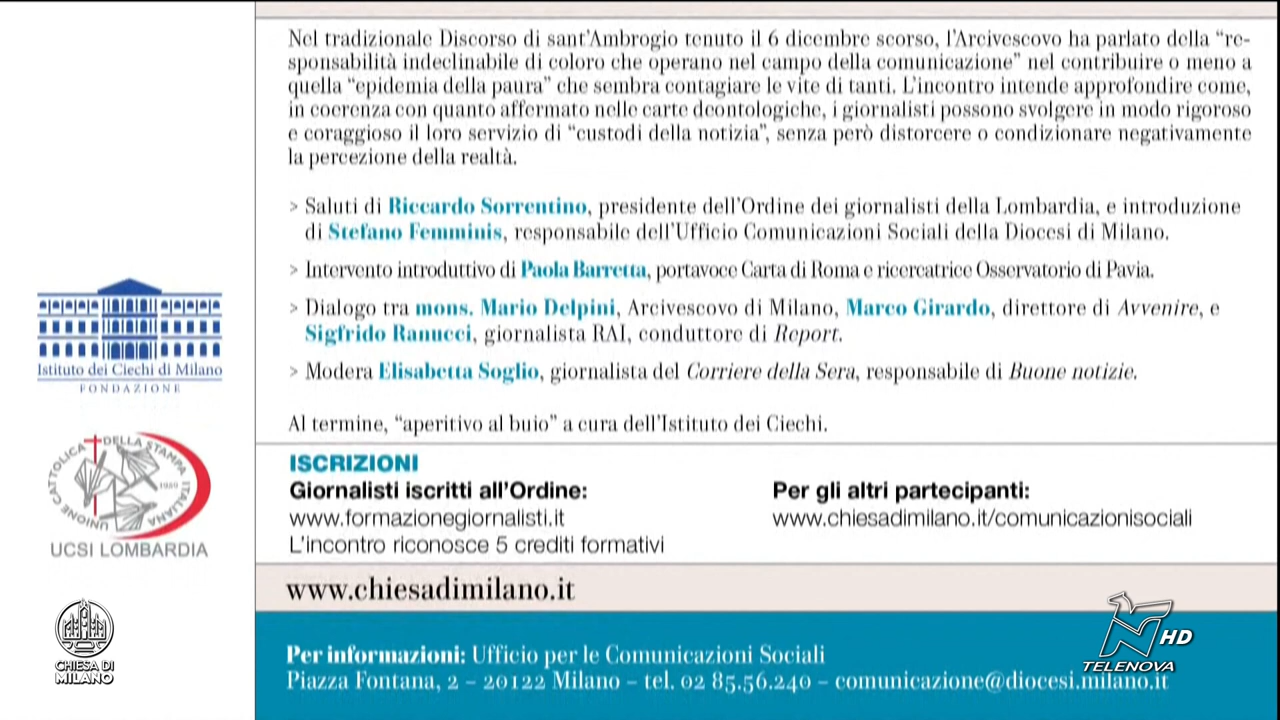 Nel tradizionale Discorso di sant'Ambrogio tenuto il 6 dicembre scorso, l'Arcivescovo ha parlato della “re-
sponsabilità indeclinabile di coloro che operano nel campo della comunicazione” nel contribuire o meno a
quella “epidemia della paura” che sembra contagiare le vite di tanti. L'incontro intende approfondire come,
in coerenza con quanto affermato nelle carte deontologiche, i giornalisti possono svolgere in modo rigoroso
e coraggioso il loro servizio di “custodi della notizia”, senza però distorcere o condizionare negativamente
la percezione della realtà.
> Saluti di Riccardo Sorrentino, presidente dell'Ordine dei giornalisti della Lombardia, e introduzione
di Stefano Femminis, responsabile dell'Ufficio Comunicazioni Sociali della Diocesi di Milano.
> Intervento introduttivo di Paola Barretta, portavoce Carta di Roma e ricercatrice Osservatorio di Pavia.
> Dialogo tra mons. Mario Delpini, Arcivescovo di Milano, Marco Girardo, direttore di Avvenire, e
Sigfrido Ranucci, giornalista RAI, conduttore di Report.
> Modera Elisabetta Soglio, giornalista del Corriere della Sera, responsabile di Buone notizie.
Al termine, “aperitivo al buio” a cura dell'Istituto dei Ciechi.
ISCRIZIONI
Giornalisti iscritti all'Ordine:
www.formazionegiornalisti.it
L'incontro riconosce 5 crediti formativi
Per gli altri partecipanti:
www.chiesadimilano.it/comunicazionisociali
www.chiesadimilano.it
Per informazioni: Ufficio per le Comunicazioni Sociali
Piazza Fontana, 2 – 20122 Milano – tel. 02 85.56.240 – comunicazione@diocesi.milano.it
Istituto dei Ciechi di Milano
FONDAZIONE
UNIONE CATTOLICA DELLA STAMPA ITALIANA
1959
UCSI LOMBARDIA
CHIESA DI
MILANO
HD
TELENOVA